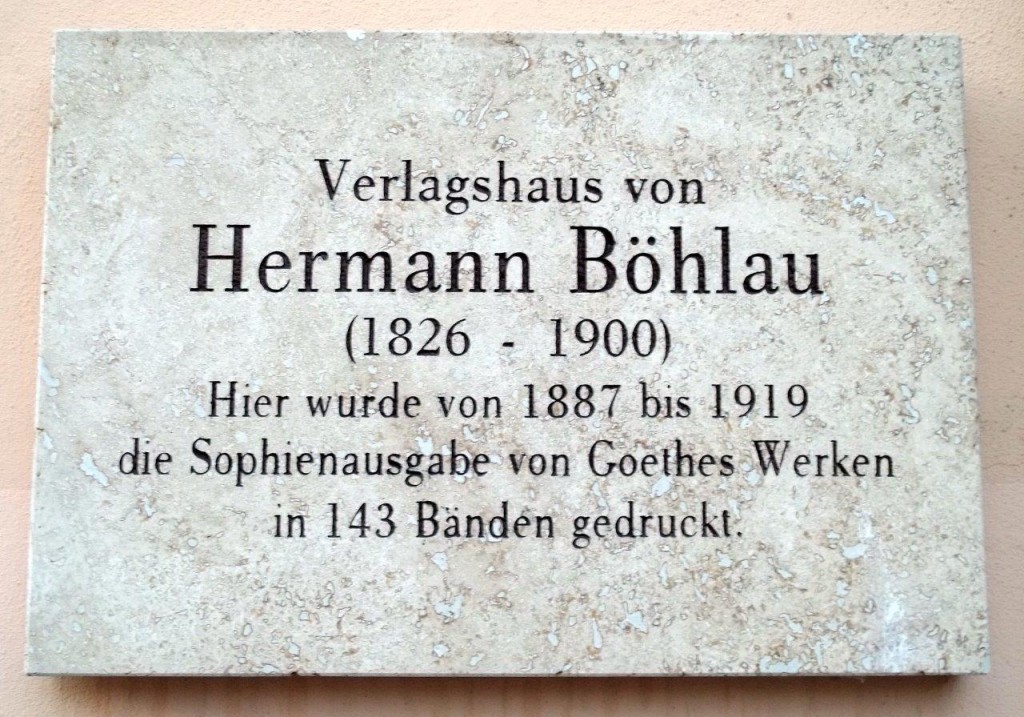 Verlagshaus von
Hermann Böhlau
(1826 - 1900)
Hier wurde von 1887 bis 1919
die Sophienausgabe von Goethes Werken
in 143 Bänden gedruckt.